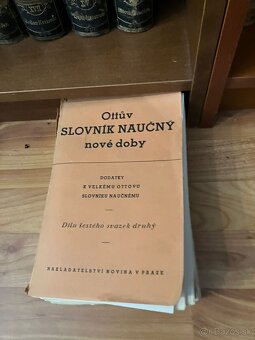 Ottův
SLOVNÍK NAUČNÝ
nové doby
DODATKY
K VELKÉMU OTTOVU
SLOVNÍKU NAUČNÉMU
Dílu šestého svazek druhý
NAKLADATELSTVÍ NOVINA V PRAZE